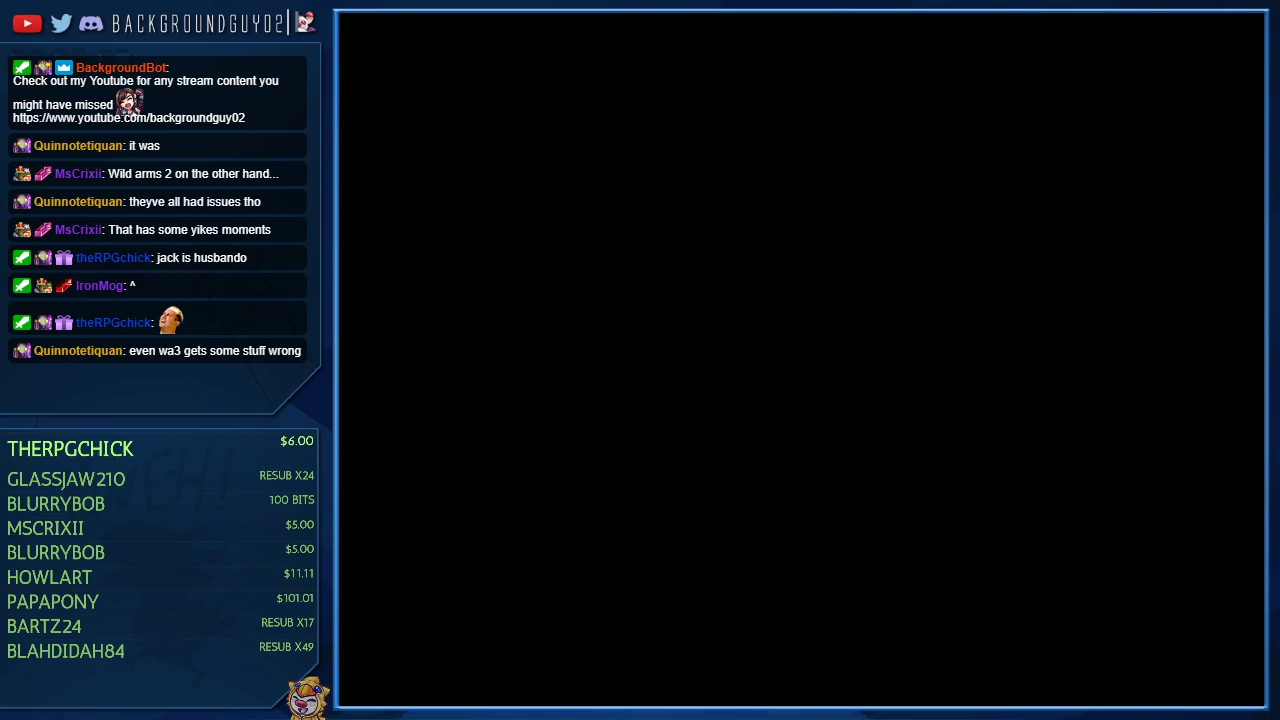 BACKGROUNDGUY02
BackgroundBot:
Check out my Youtube for any stream content you
might have missed
https://www.youtube.com/backgroundguy02
Quinnotetiquan: it was
MsCrixii: Wild arms 2 on the other hand...
Quinnotetiquan: theyve all had issues tho
MsCrixii: That has some yikes moments
theRPGchick: jack is husbando
IronMog: ^
theRPGchick:
Quinnotetiquan: even wa3 gets some stuff wrong
THERPGCHICK $6.00
GLASSJAW210 RESUB X24
BLURRYBOB 100 BITS
MSCRIXII $5.00
BLURRYBOB $5.00
HOWLART $11.11
PAPAPONY $101.01
BARTZ24 RESUB X17
BLAHDIDAH84 RESUB X49